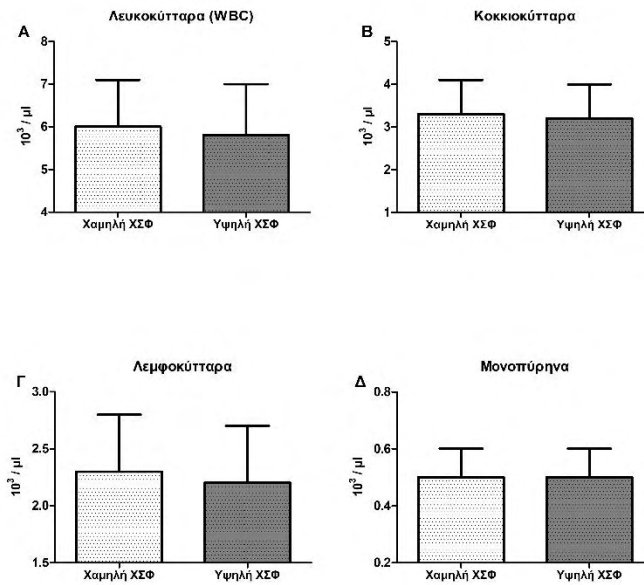 Α
Λευκοκύτταρα (WBC)
10³ / μl
8
7
6
5
4
Χαμηλή ΧΣΦ
Υψηλή ΧΣΦ
Β
Κοκκιοκύτταρα
10³ / μl
5
4
3
2
1
Χαμηλή ΧΣΦ
Υψηλή ΧΣΦ
Γ
Λεμφοκύτταρα
10³ / μl
3.0
2.5
2.0
1.5
Χαμηλή ΧΣΦ
Υψηλή ΧΣΦ
Δ
Μονοπύρηνα
10³ / μl
0.8
0.6
0.4
0.2
Χαμηλή ΧΣΦ
Υψηλή ΧΣΦ